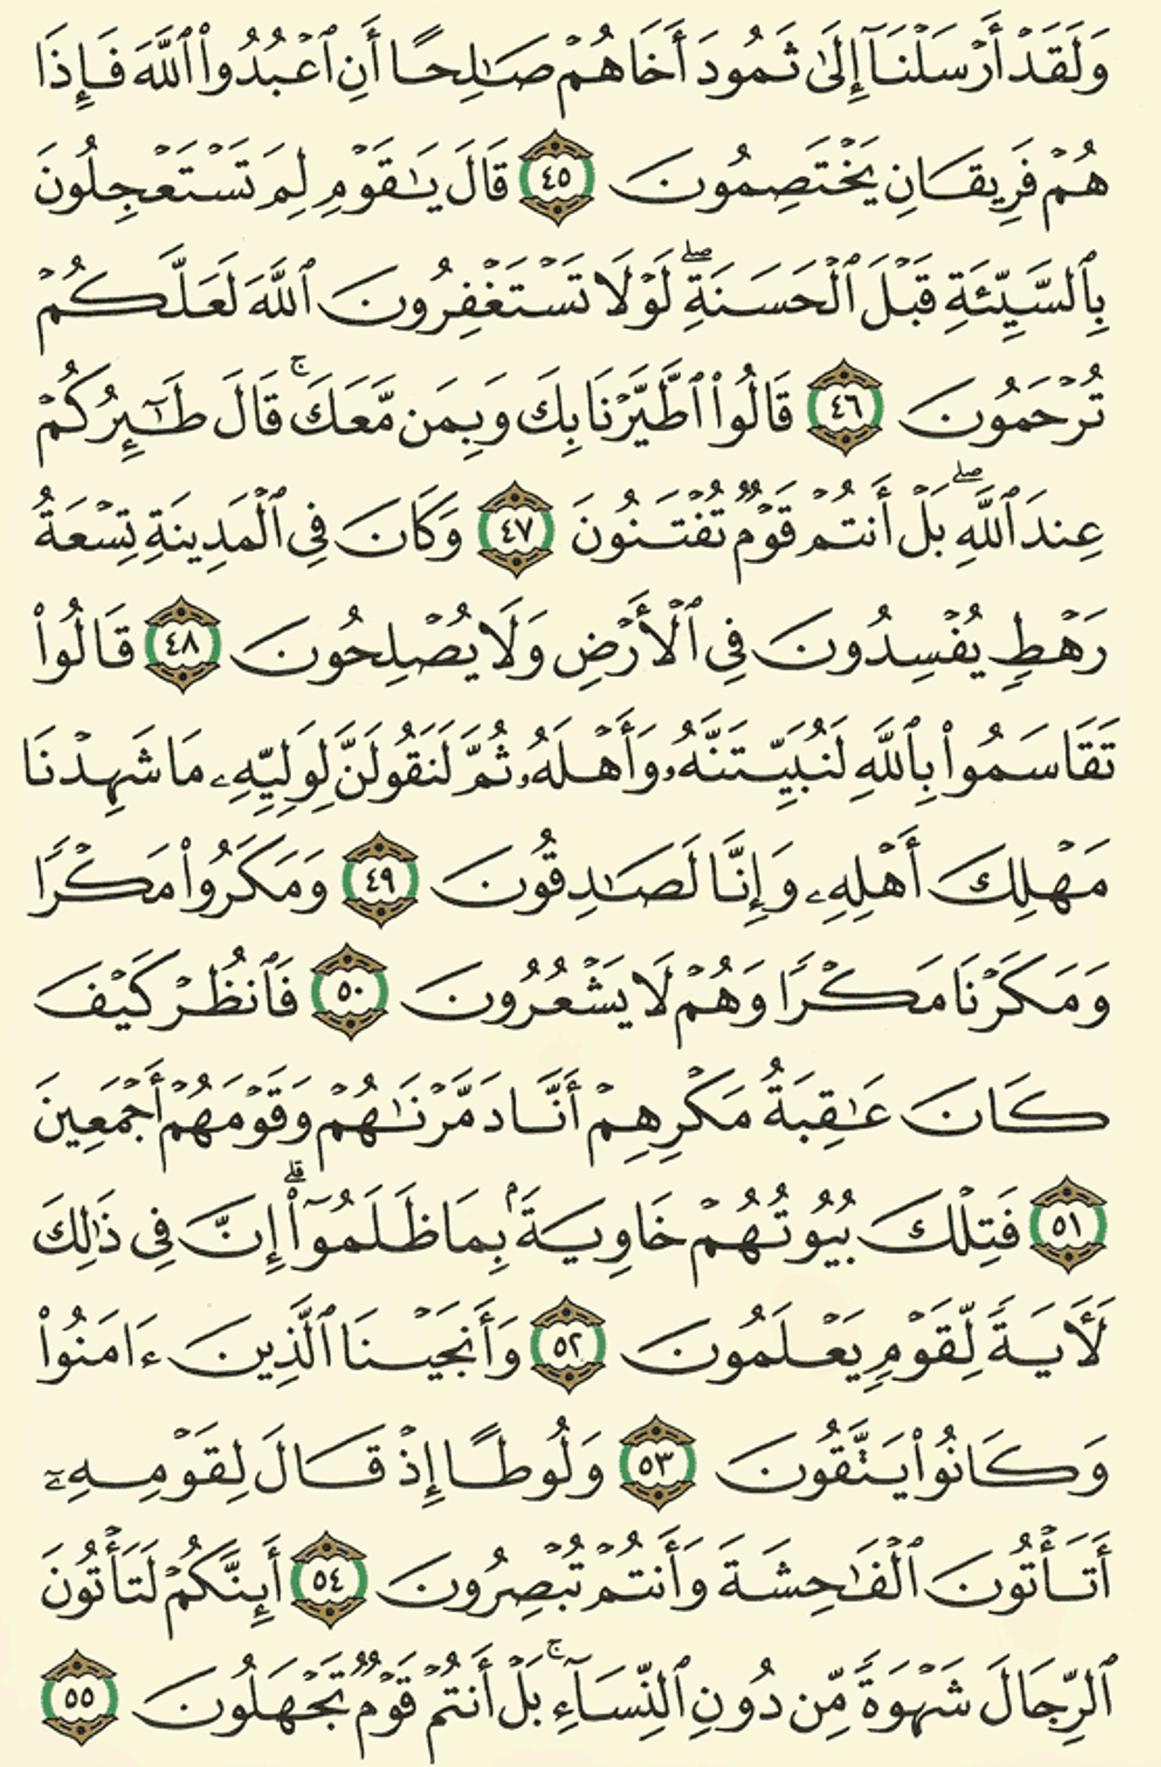 وَلَقَدْ أَرْسَلْنَآ إِلَىٰ ثَمُودَ أَخَاهُمْ صَـٰلِحًا أَنِ ٱعْبُدُوا۟ ٱللَّهَ فَإِذَا
هُمْ فَرِيقَانِ يَخْتَصِمُونَ ٤٥ قَالَ يَـٰقَوْمِ لِمَ تَسْتَعْجِلُونَ
بِٱلسَّيِّئَةِ قَبْلَ ٱلْحَسَنَةِ ۖ لَوْلَا تَسْتَغْفِرُونَ ٱللَّهَ لَعَلَّكُمْ
تُرْحَمُونَ ٤٦ قَالُوا۟ ٱطَّيَّرْنَا بِكَ وَبِمَن مَّعَكَ ۚ قَالَ طَـٰٓئِرُكُمْ
عِندَ ٱللَّهِ ۖ بَلْ أَنتُمْ قَوْمٌ تُفْتَنُونَ ٤٧ وَكَانَ فِى ٱلْمَدِينَةِ تِسْعَةُ
رَهْطٍ يُفْسِدُونَ فِى ٱلْأَرْضِ وَلَا يُصْلِحُونَ ٤٨ قَالُوا۟
تَقَاسَمُوا۟ بِٱللَّهِ لَنُبَيِّتَنَّهُۥ وَأَهْلَهُۥ ثُمَّ لَنَقُولَنَّ لِوَلِيِّهِۦ مَا شَهِدْنَا
مَهْلِكَ أَهْلِهِۦ وَإِنَّا لَصَـٰدِقُونَ ٤٩ وَمَكَرُوا۟ مَكْرًا
وَمَكَرْنَا مَكْرًا وَهُمْ لَا يَشْعُرُونَ ٥٠ فَٱنظُرْ كَيْفَ
كَانَ عَـٰقِبَةُ مَكْرِهِمْ أَنَّا دَمَّرْنَـٰهُمْ وَقَوْمَهُمْ أَجْمَعِينَ
٥١ فَتِلْكَ بُيُوتُهُمْ خَاوِيَةًۢ بِمَا ظَلَمُوٓا۟ ۗ إِنَّ فِى ذَٰلِكَ
لَـَٔايَةً لِّقَوْمٍ يَعْلَمُونَ ٥٢ وَأَنجَيْنَا ٱلَّذِينَ ءَامَنُوا۟
وَكَانُوا۟ يَتَّقُونَ ٥٣ وَلُوطًا إِذْ قَالَ لِقَوْمِهِۦٓ
أَتَأْتُونَ ٱلْفَـٰحِشَةَ وَأَنتُمْ تُبْصِرُونَ ٥٤ أَئِنَّكُمْ لَتَأْتُونَ
ٱلرِّجَالَ شَهْوَةً مِّن دُونِ ٱلنِّسَآءِ ۚ بَلْ أَنتُمْ قَوْمٌ تَجْهَلُونَ ٥٥